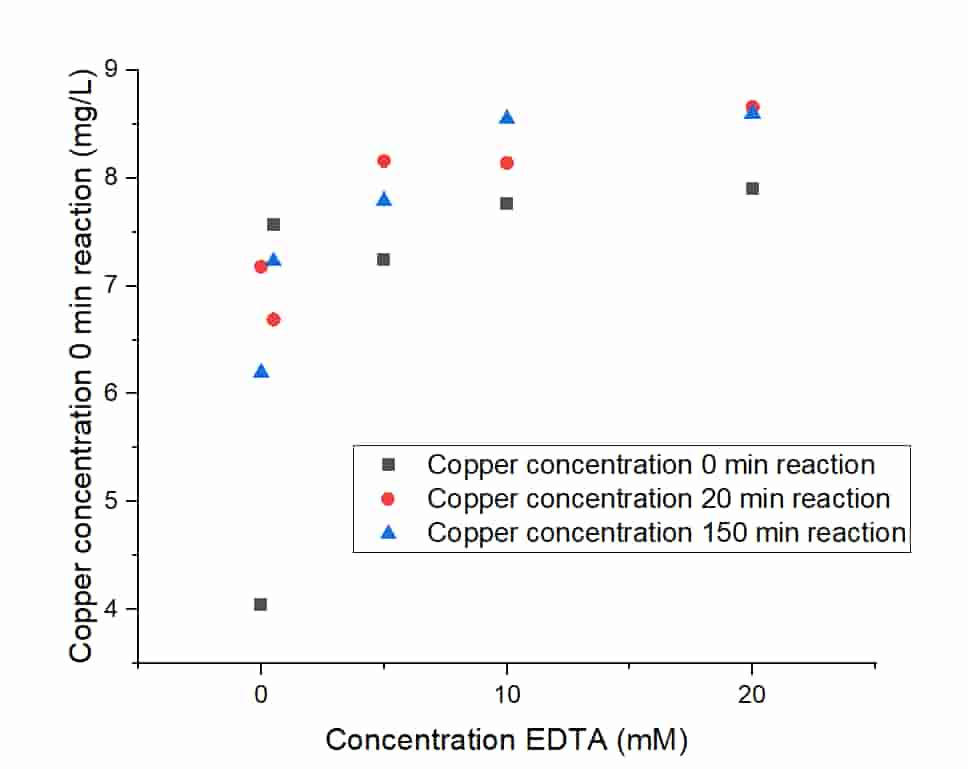 Copper concentration 0 min reaction (mg/L)
9
8
7
6
5
4
Copper concentration 0 min reaction
Copper concentration 20 min reaction
Copper concentration 150 min reaction
0 10 20
Concentration EDTA (mM)